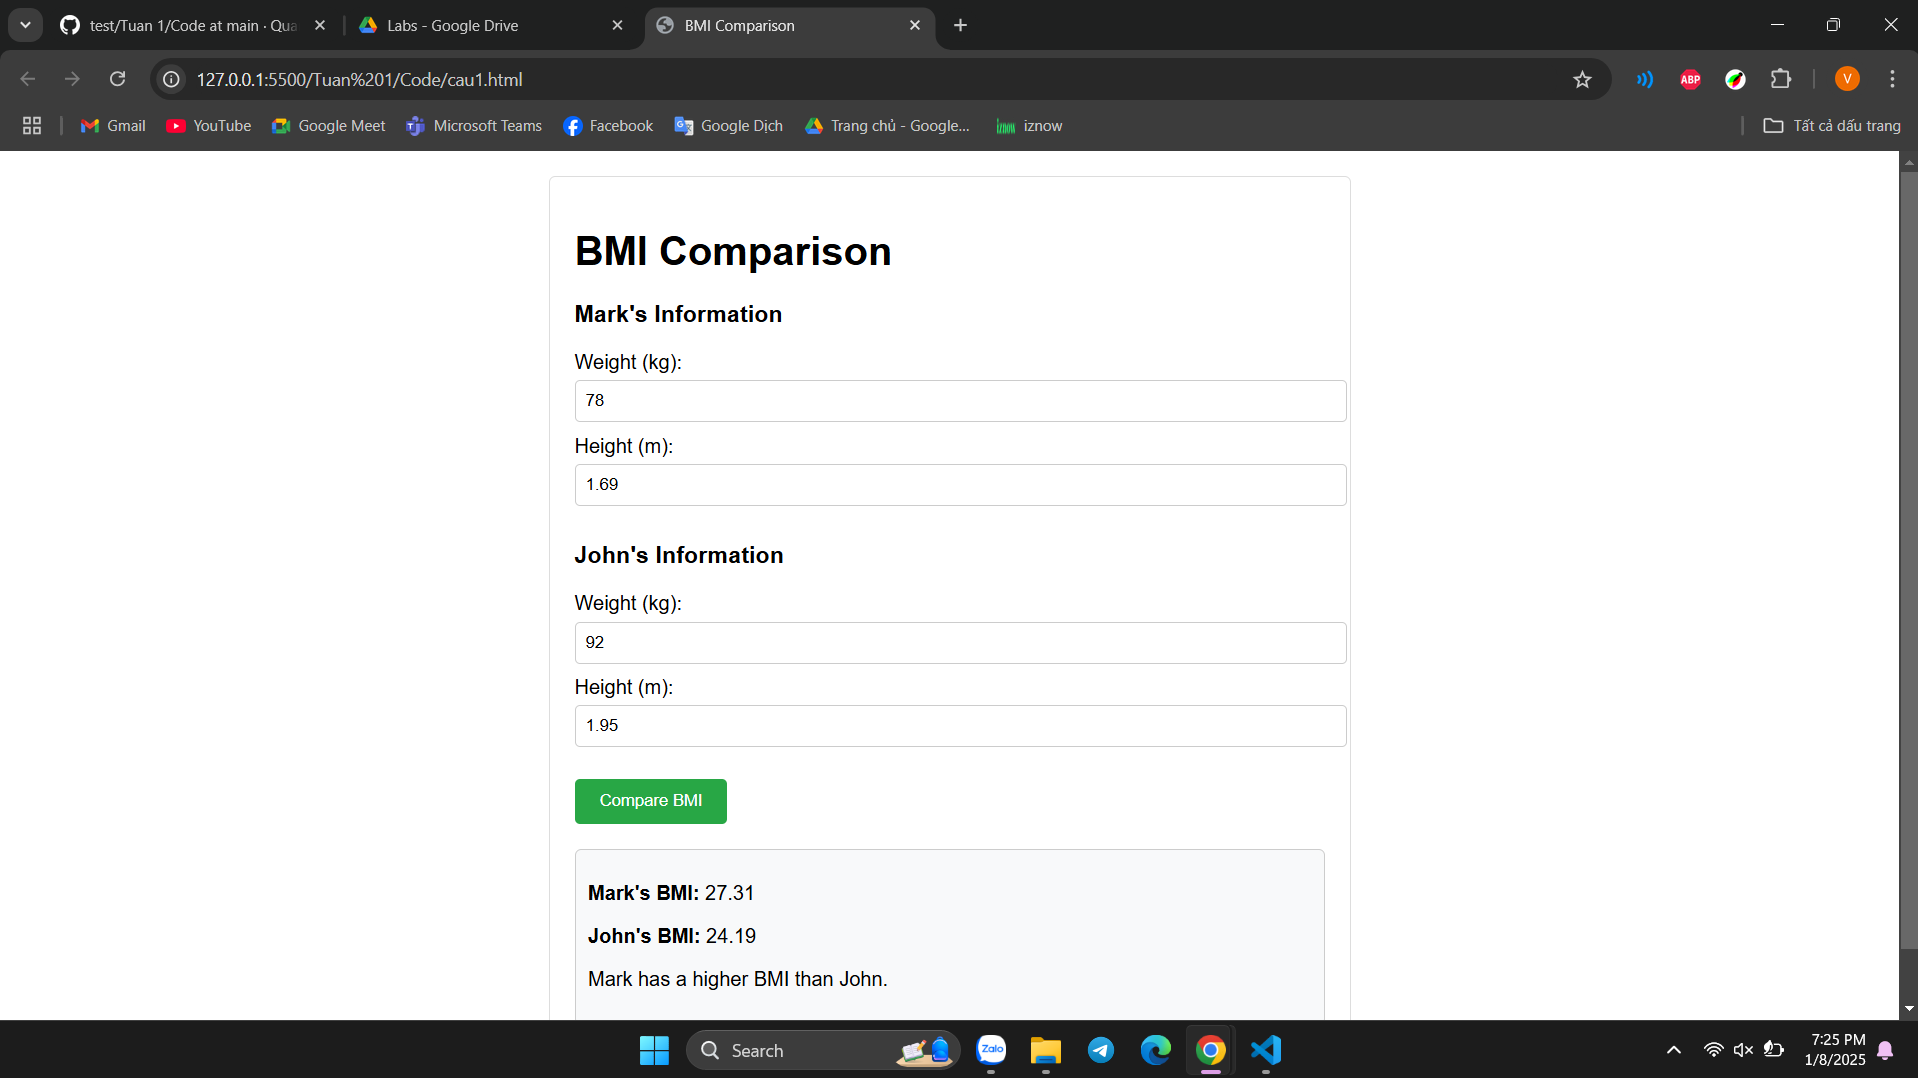 test/Tuan 1/Code at main · Qua
Labs - Google Drive
BMI Comparison
127.0.0.1:5500/Tuan%201/Code/cau1.html
ABP
V
Gmail
YouTube
Google Meet
Microsoft Teams
Facebook
Google Dịch
Trang chủ - Google...
iznow
Tất cả dấu trang
BMI Comparison
Mark's Information
Weight (kg):
78
Height (m):
1.69
John's Information
Weight (kg):
92
Height (m):
1.95
Compare BMI
Mark's BMI: 27.31
John's BMI: 24.19
Mark has a higher BMI than John.
Search
Zalo
7:25 PM
1/8/2025